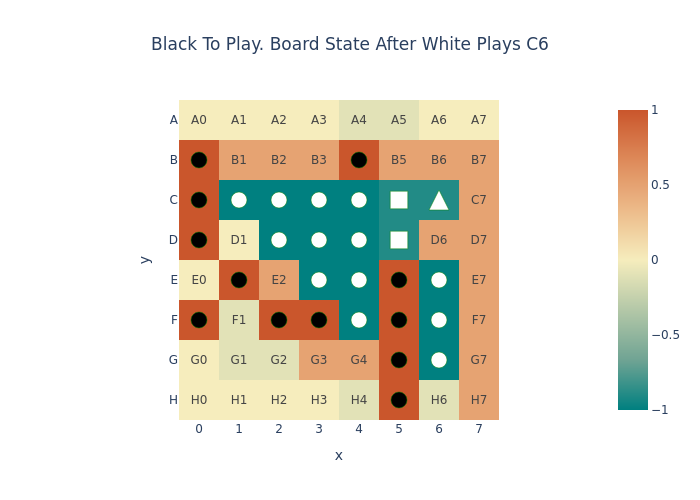 Black To Play. Board State After White Plays C6
A A0 A1 A2 A3 A4 A5 A6 A7
B B1 B2 B3 B5 B6 B7
C C7
D D1 D6 D7
E E0 E2 E7
F F1 F7
G G0 G1 G2 G3 G4 G7
H H0 H1 H2 H3 H4 H6 H7
0 1 2 3 4 5 6 7
x
y
1
0.5
0
−0.5
−1